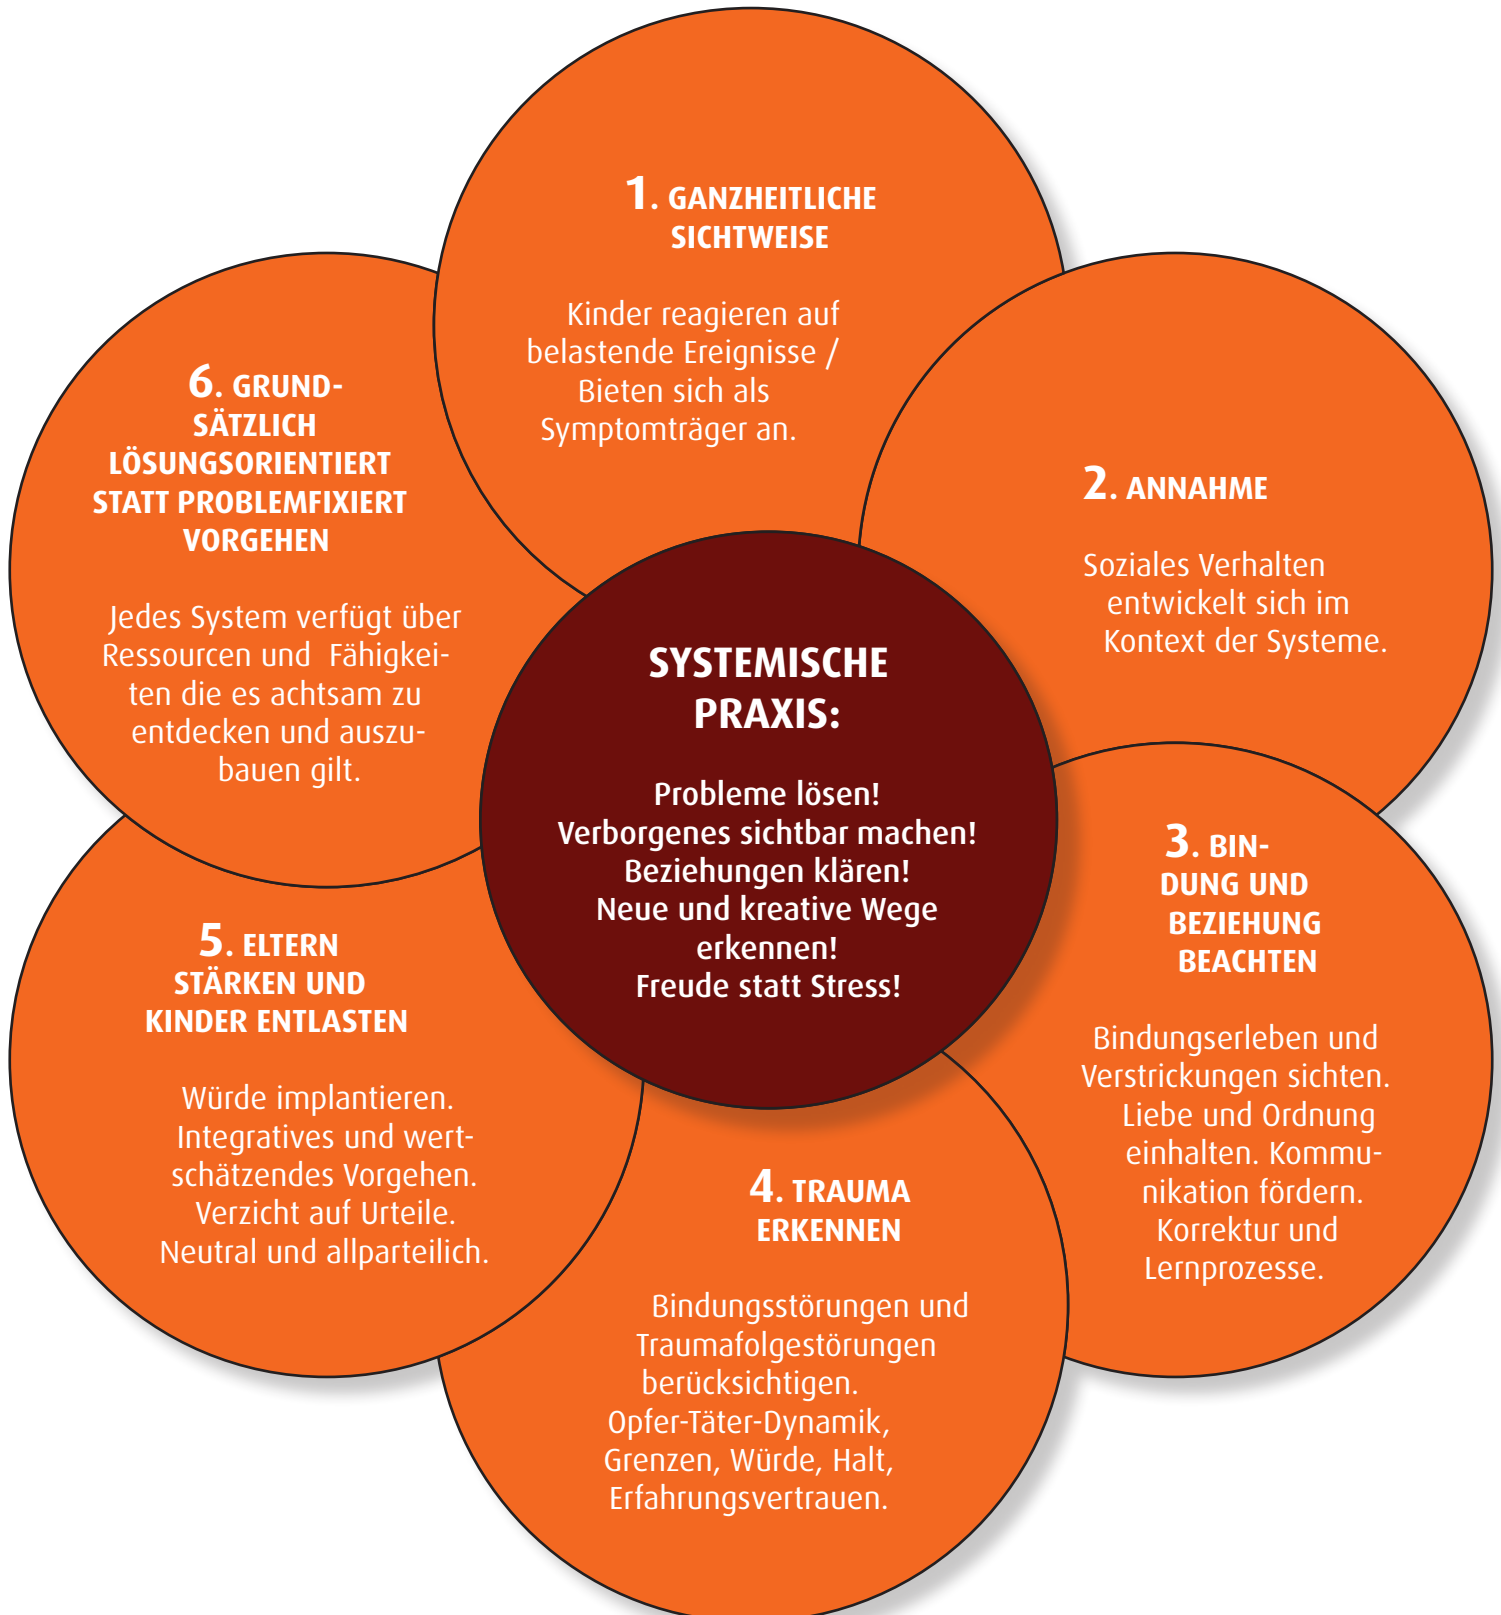 1. GANZHEITLICHE
SICHTWEISE
Kinder reagieren auf
belastende Ereignisse /
Bieten sich als
Symptomträger an.
2. ANNAHME
Soziales Verhalten
entwickelt sich im
Kontext der Systeme.
3. BIN-
DUNG UND
BEZIEHUNG
BEACHTEN
Bindungserleben und
Verstrickungen sichten.
Liebe und Ordnung
einhalten. Kommu-
nikation fördern.
Korrektur und
Lernprozesse.
4. TRAUMA
ERKENNEN
Bindungsstörungen und
Traumafolgestörungen
berücksichtigen.
Opfer-Täter-Dynamik,
Grenzen, Würde, Halt,
Erfahrungsvertrauen.
5. ELTERN
STÄRKEN UND
KINDER ENTLASTEN
Würde implantieren.
Integratives und wert-
schätzendes Vorgehen.
Verzicht auf Urteile.
Neutral und allparteilich.
6. GRUND-
SÄTZLICH
LÖSUNGSORIENTIERT
STATT PROBLEMFIXIERT
VORGEHEN
Jedes System verfügt über
Ressourcen und Fähigkei-
ten die es achtsam zu
entdecken und auszu-
bauen gilt.
SYSTEMISCHE
PRAXIS:
Probleme lösen!
Verborgenes sichtbar machen!
Beziehungen klären!
Neue und kreative Wege
erkennen!
Freude statt Stress!